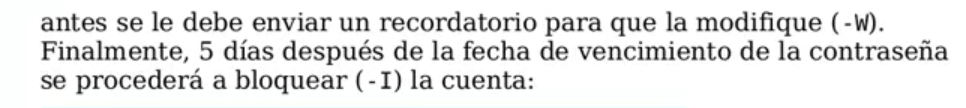 antes se le debe enviar un recordatorio para que la modifique (-W).
Finalmente, 5 días después de la fecha de vencimiento de la contraseña
se procederá a bloquear (-I) la cuenta: